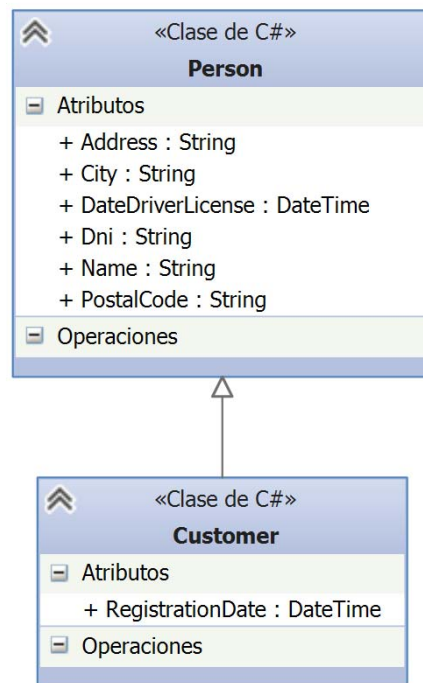 «Clase de C#»
Person
Atributos
+ Address : String
+ City : String
+ DateDriverLicense : DateTime
+ Dni : String
+ Name : String
+ PostalCode : String
Operaciones
«Clase de C#»
Customer
Atributos
+ RegistrationDate : DateTime
Operaciones